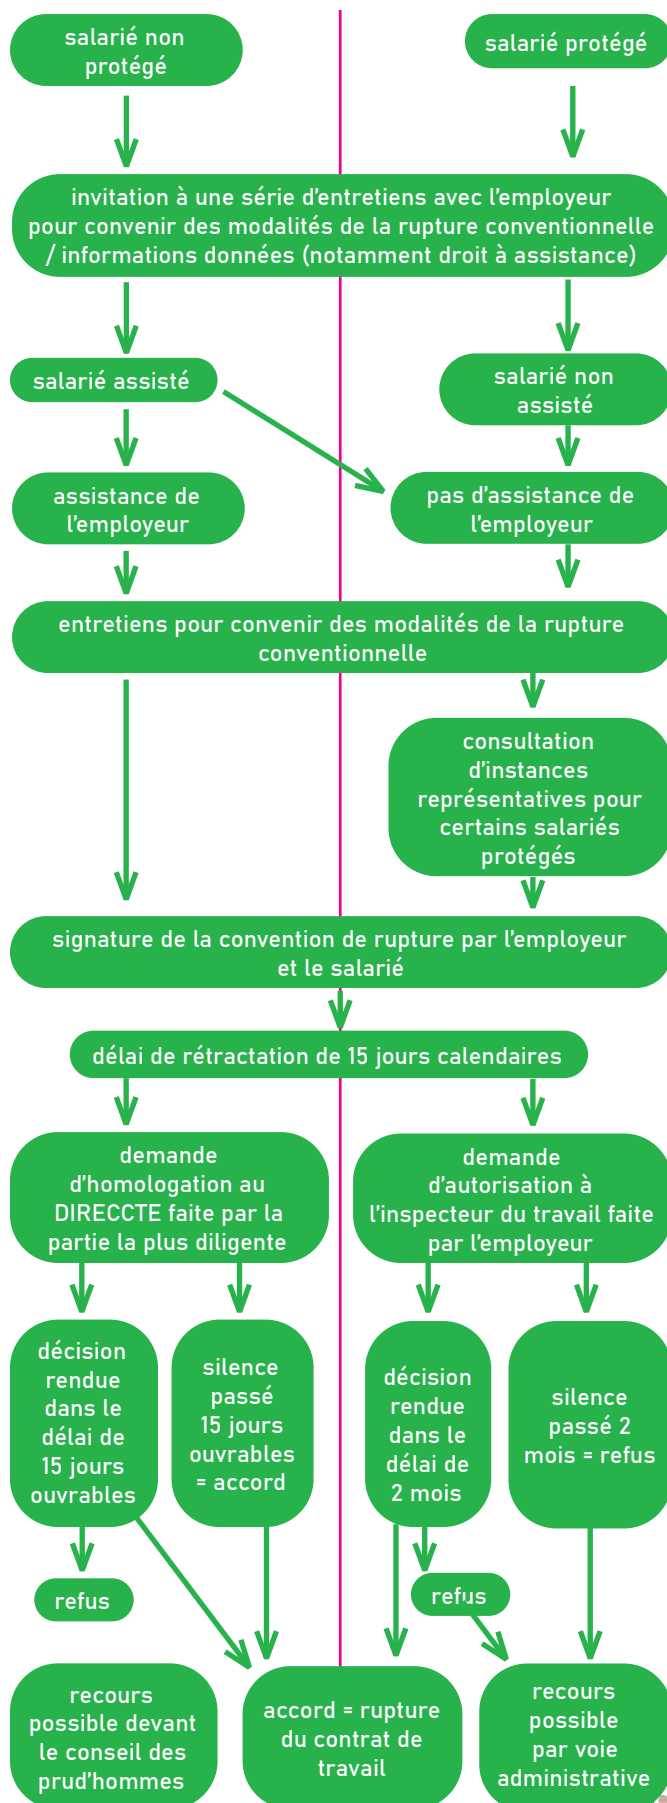 salarié non
protégé
salarié protégé
invitation à une série d'entretiens avec l'employeur
pour convenir des modalités de la rupture conventionnelle
/ informations données (notamment droit à assistance)
salarié assisté
salarié non
assisté
assistance de
l'employeur
pas d'assistance de
l'employeur
entretiens pour convenir des modalités de la rupture
conventionnelle
consultation
d'instances
représentatives pour
certains salariés
protégés
signature de la convention de rupture par l'employeur
et le salarié
délai de rétractation de 15 jours calendaires
demande
d'homologation au
DIRECCTE faite par la
partie la plus diligente
demande
d'autorisation à
l'inspecteur du travail faite
par l'employeur
décision
rendue
dans le
délai de
15 jours
ouvrables
silence
passé
15 jours
ouvrables
= accord
décision
rendue
dans le
délai de
2 mois
silence
passé 2
mois = refus
refus
refus
recours
possible devant
le conseil des
prud'hommes
accord = rupture
du contrat de
travail
recours
possible
par voie
administrative